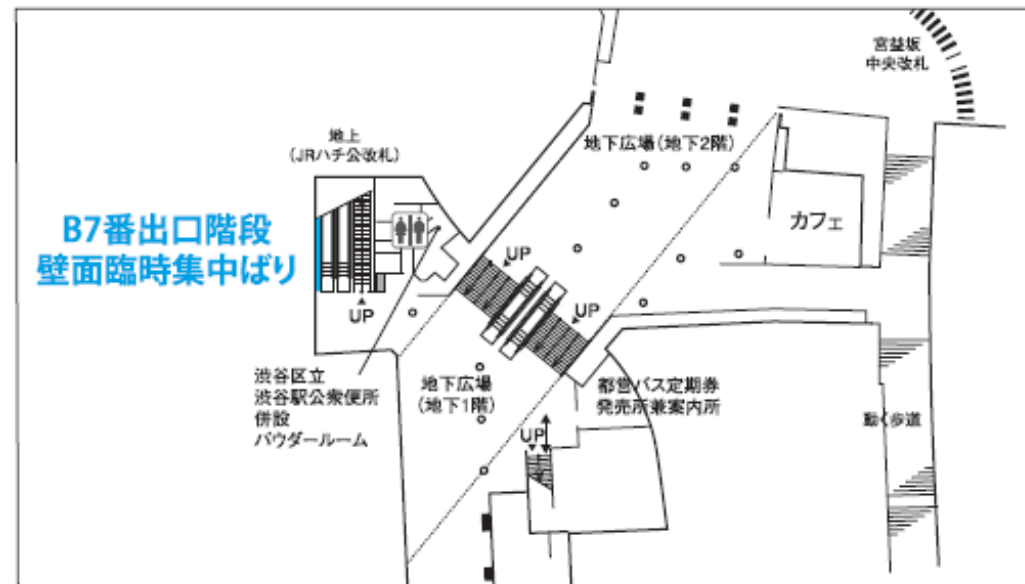 宮益坂
中央改札
地上
(JRハチ公改札)
地下広場(地下2階)
B7番出口階段
壁面臨時集中ばり
カフェ
UP
UP
UP
渋谷区立
渋谷駅公衆便所
併設
パウダールーム
地下広場
(地下1階)
都営バス定期券
発売所兼案内所
UP
動く歩道